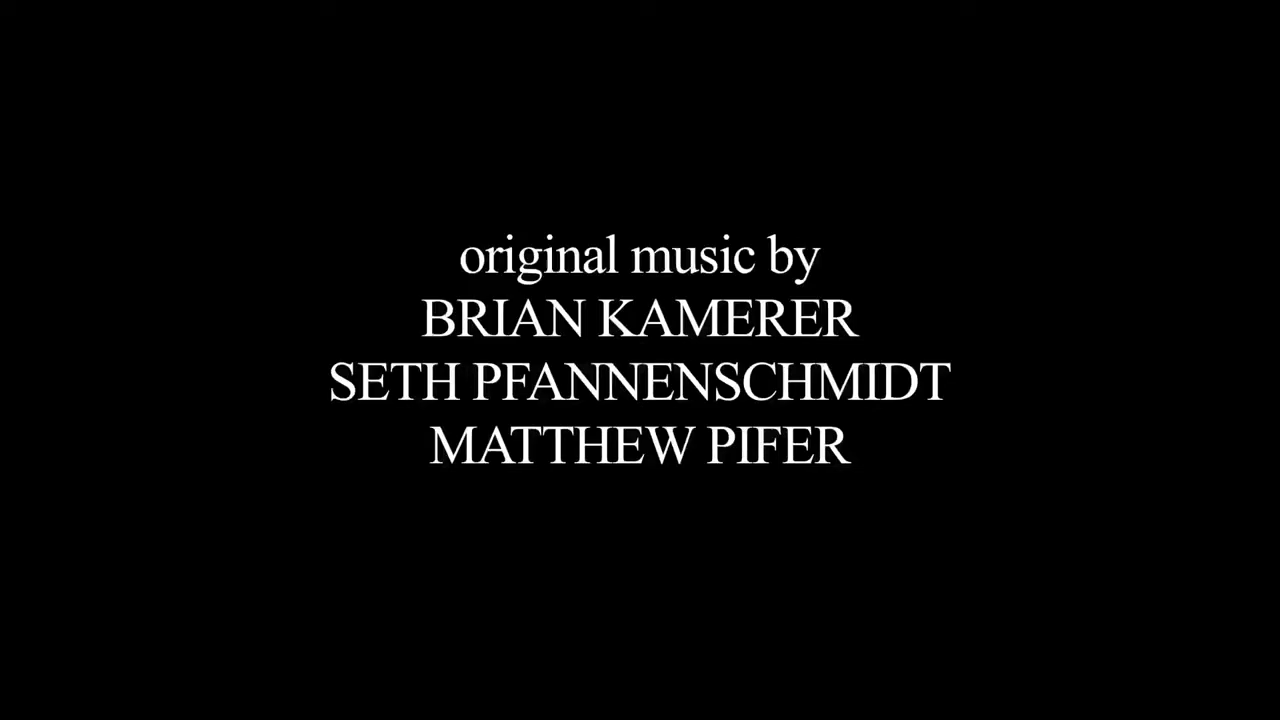 original music by
BRIAN KAMERER
SETH PFANNENSCHMIDT
MATTHEW PIFER